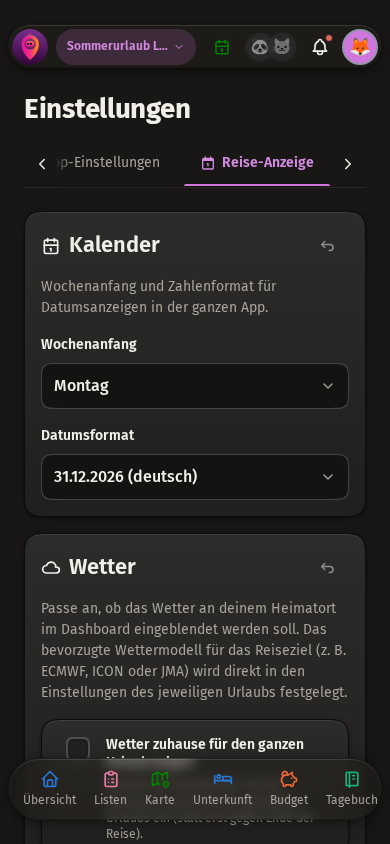 Sommerurlaub L...
Einstellungen
p-Einstellungen
Reise-Anzeige
Kalender
Wochenanfang und Zahlenformat für
Datumsanzeigen in der ganzen App.
Wochenanfang
Montag
Datumsformat
31.12.2026 (deutsch)
Wetter
Passe an, ob das Wetter an deinem Heimatort
im Dashboard eingeblendet werden soll. Das
bevorzugte Wettermodell für das Reiseziel (z. B.
ECMWF, ICON oder JMA) wird direkt in den
Einstellungen des jeweiligen Urlaubs festgelegt.
Wetter zuhause für den ganzen
Übersicht
Listen
Karte
Unterkunft
Budget
Tagebuch
Reise).